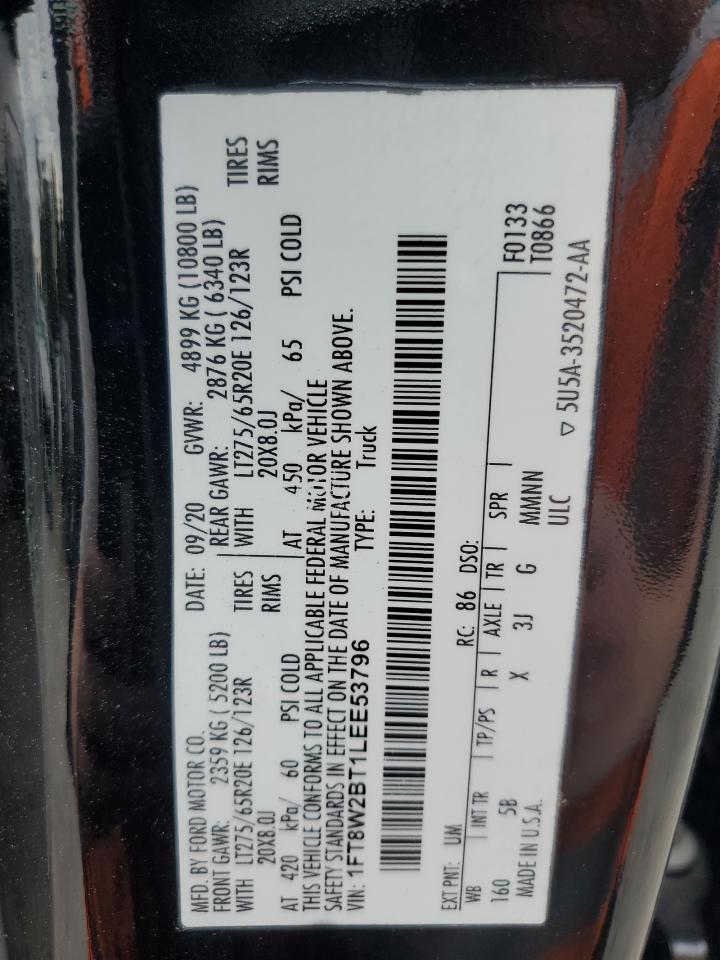 MFD. BY FORD MOTOR CO. DATE: 09/20 GVWR: 4899 KG (10800 LB)
FRONT GAWR: 2359 KG ( 5200 LB) REAR GAWR: 2876 KG ( 6340 LB)
WITH LT275/65R20E 126/123R TIRES WITH LT275/65R20E 126/123R TIRES
20X8.0J RIMS 20X8.0J RIMS
AT 420 kPa/ 60 PSI COLD AT 450 kPa/ 65 PSI COLD
THIS VEHICLE CONFORMS TO ALL APPLICABLE FEDERAL MOTOR VEHICLE
SAFETY STANDARDS IN EFFECT ON THE DATE OF MANUFACTURE SHOWN ABOVE.
VIN: 1FT8W2BT1LEE53796 TYPE: Truck
EXT PNT: UM RC: 86 DSO:
WB INT TR TP/PS R AXLE TR SPR F0133
160 5B X 3J G MMNN T0866
MADE IN U.S.A. ULC
▽ 5U5A-3520472-AA